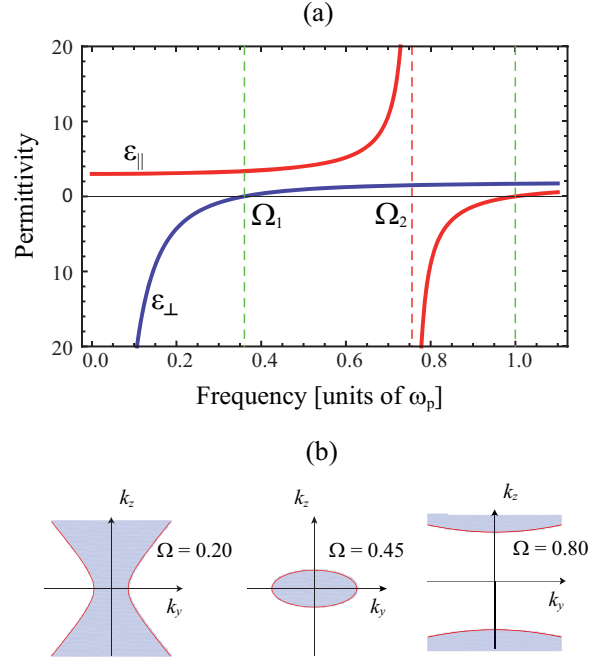 (a)
20
10
0
10
20
Permittivity
ε||
ε⊥
Ω1
Ω2
0.0 0.2 0.4 0.6 0.8 1.0
Frequency [units of ωp]
(b)
kz
Ω = 0.20
ky
kz
Ω = 0.45
ky
kz
Ω = 0.80
ky